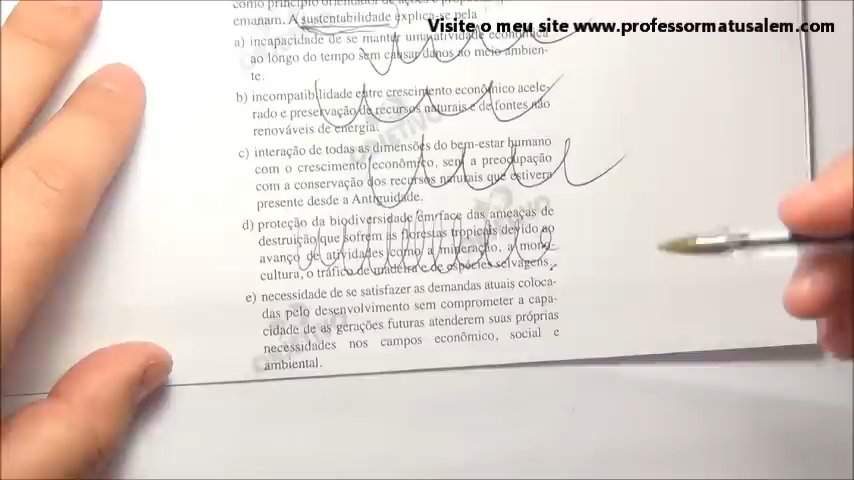 como princípio orientador de ações e
emanam. A sustentabilidade explica-se pela
Visite o meu site www.professormatusalem.com
a) incapacidade de se manter uma atividade econômica
ao longo do tempo sem causar danos ao meio ambien-
te.
b) incompatibilidade entre crescimento econômico acele-
rado e preservação de recursos naturais e de fontes não
renováveis de energia.
c) interação de todas as dimensões do bem-estar humano
com o crescimento econômico, sem a preocupação
com a conservação dos recursos naturais que estivera
presente desde a Antiguidade.
d) proteção da biodiversidade em face das ameaças de
destruição que sofrem as florestas tropicais devido ao
avanço de atividades como a mineração, a mono-
cultura, o tráfico de madeira e de espécies selvagens.
e) necessidade de se satisfazer as demandas atuais coloca-
das pelo desenvolvimento sem comprometer a capa-
cidade de as gerações futuras atenderem suas próprias
necessidades nos campos econômico, social e
ambiental.